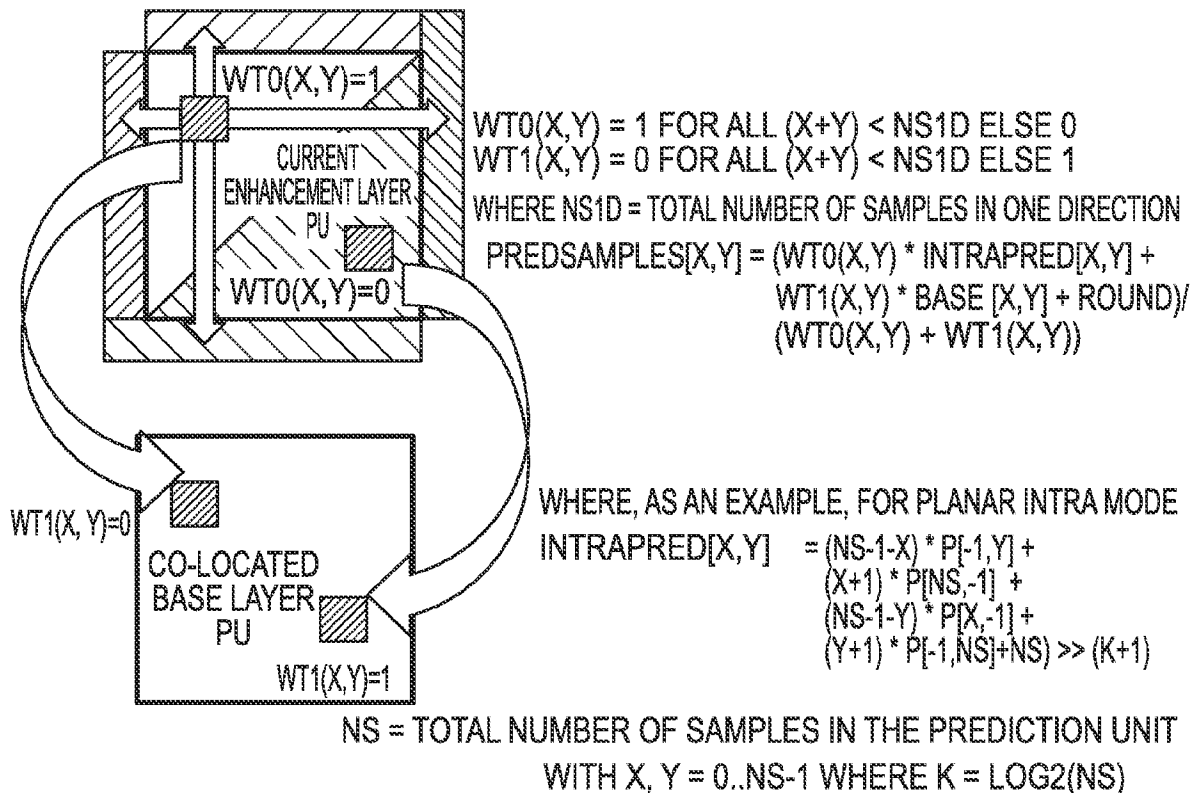 WT0(X,Y)=1
CURRENT
ENHANCEMENT LAYER
PU
WT0(X,Y)=0
WT0(X,Y) = 1 FOR ALL (X+Y) < NS1D ELSE 0
WT1(X,Y) = 0 FOR ALL (X+Y) < NS1D ELSE 1
WHERE NS1D = TOTAL NUMBER OF SAMPLES IN ONE DIRECTION
PREDSAMPLES[X,Y] = (WT0(X,Y) * INTRAPRED[X,Y] +
WT1(X,Y) * BASE [X,Y] + ROUND)/
(WT0(X,Y) + WT1(X,Y))
WT1(X, Y)=0
CO-LOCATED
BASE LAYER
PU
WT1(X,Y)=1
WHERE, AS AN EXAMPLE, FOR PLANAR INTRA MODE
INTRAPRED[X,Y] = (NS-1-X) * P[-1,Y] +
(X+1) * P[NS,-1] +
(NS-1-Y) * P[X,-1] +
(Y+1) * P[-1,NS]+NS) >> (K+1)
NS = TOTAL NUMBER OF SAMPLES IN THE PREDICTION UNIT
WITH X, Y = 0..NS-1 WHERE K = LOG2(NS)